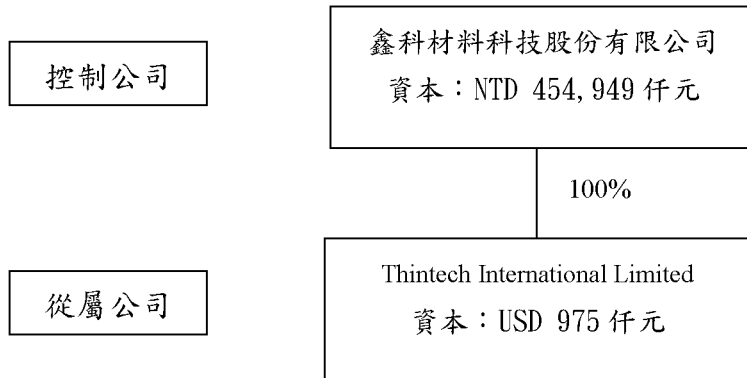 控制公司
鑫科材料科技股份有限公司
資本：NTD 454,949 仟元
100%
從屬公司
Thintech International Limited
資本：USD 975 仟元